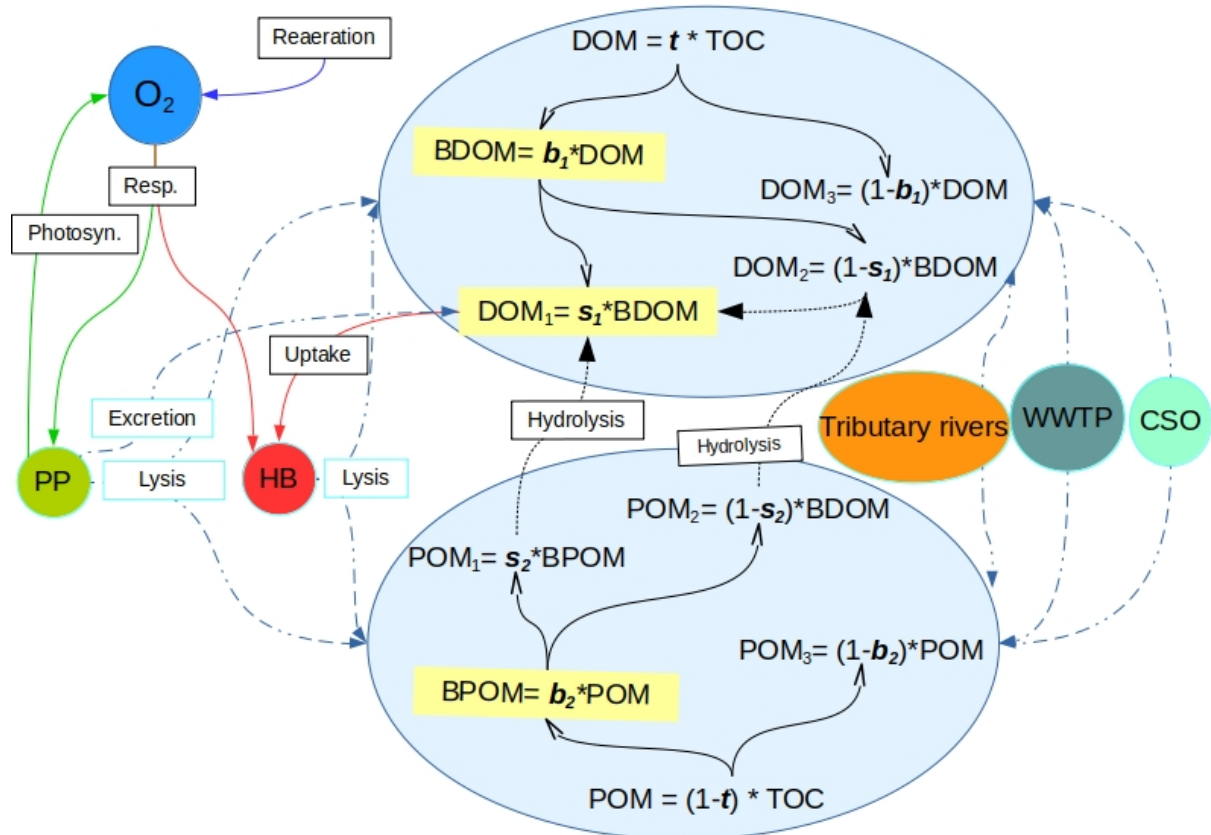 Reaeration
O₂
Resp.
Photosyn.
DOM = t * TOC
BDOM= b₁*DOM
DOM₃= (1-b₁)*DOM
DOM₂= (1-s₁)*BDOM
DOM₁= s₁*BDOM
Uptake
Excretion
Lysis
PP
HB
Lysis
Hydrolysis
Hydrolysis
Tributary rivers
WWTP
CSO
POM₂= (1-s₂)*BDOM
POM₁= s₂*BPOM
POM₃= (1-b₂)*POM
BPOM= b₂*POM
POM = (1-t) * TOC